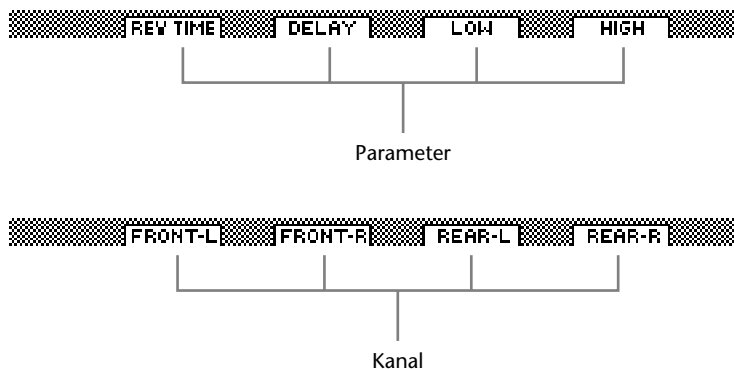 REV TIME DELAY LOW HIGH
Parameter
FRONT-L FRONT-R REAR-L REAR-R
Kanal